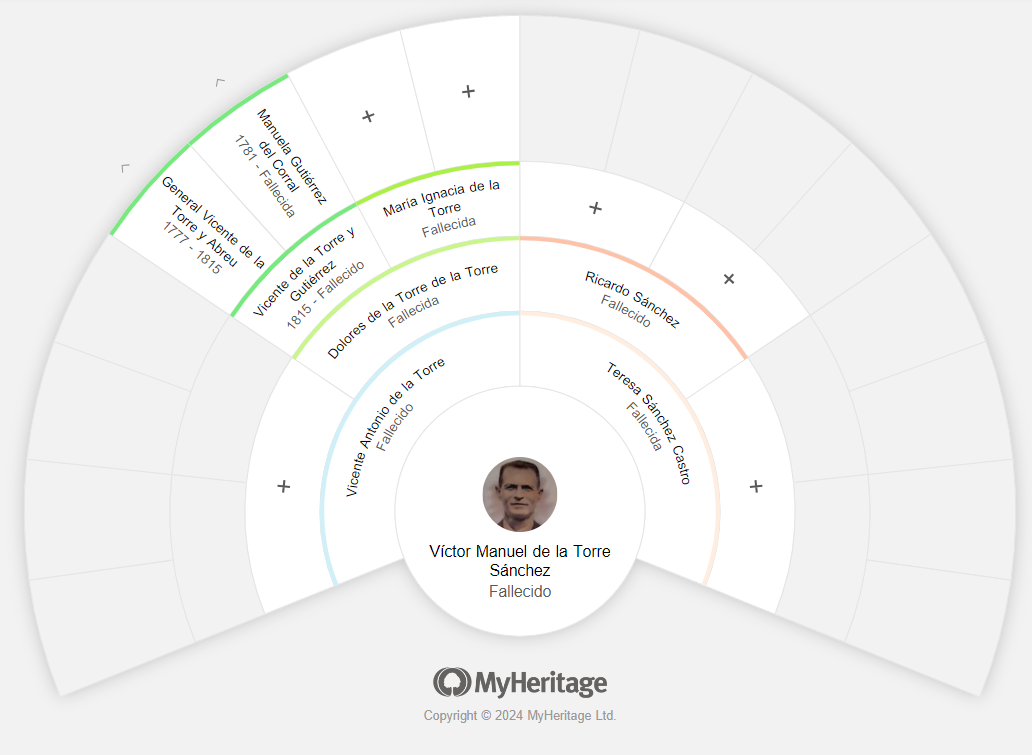 Manuela Gutiérrez
del Corral
1781 - Fallecida
General Vicente de la
Torre y Abreu
1777 - 1815
María Ignacia de la
Torre
Fallecida
Vicente de la Torre y
Gutiérrez
1815 - Fallecido
Dolores de la Torre de la Torre
Fallecida
Ricardo Sánchez
Fallecido
Vicente Antonio de la Torre
Fallecido
Teresa Sánchez Castro
Fallecida
Víctor Manuel de la Torre
Sánchez
Fallecido
MyHeritage
Copyright © 2024 MyHeritage Ltd.